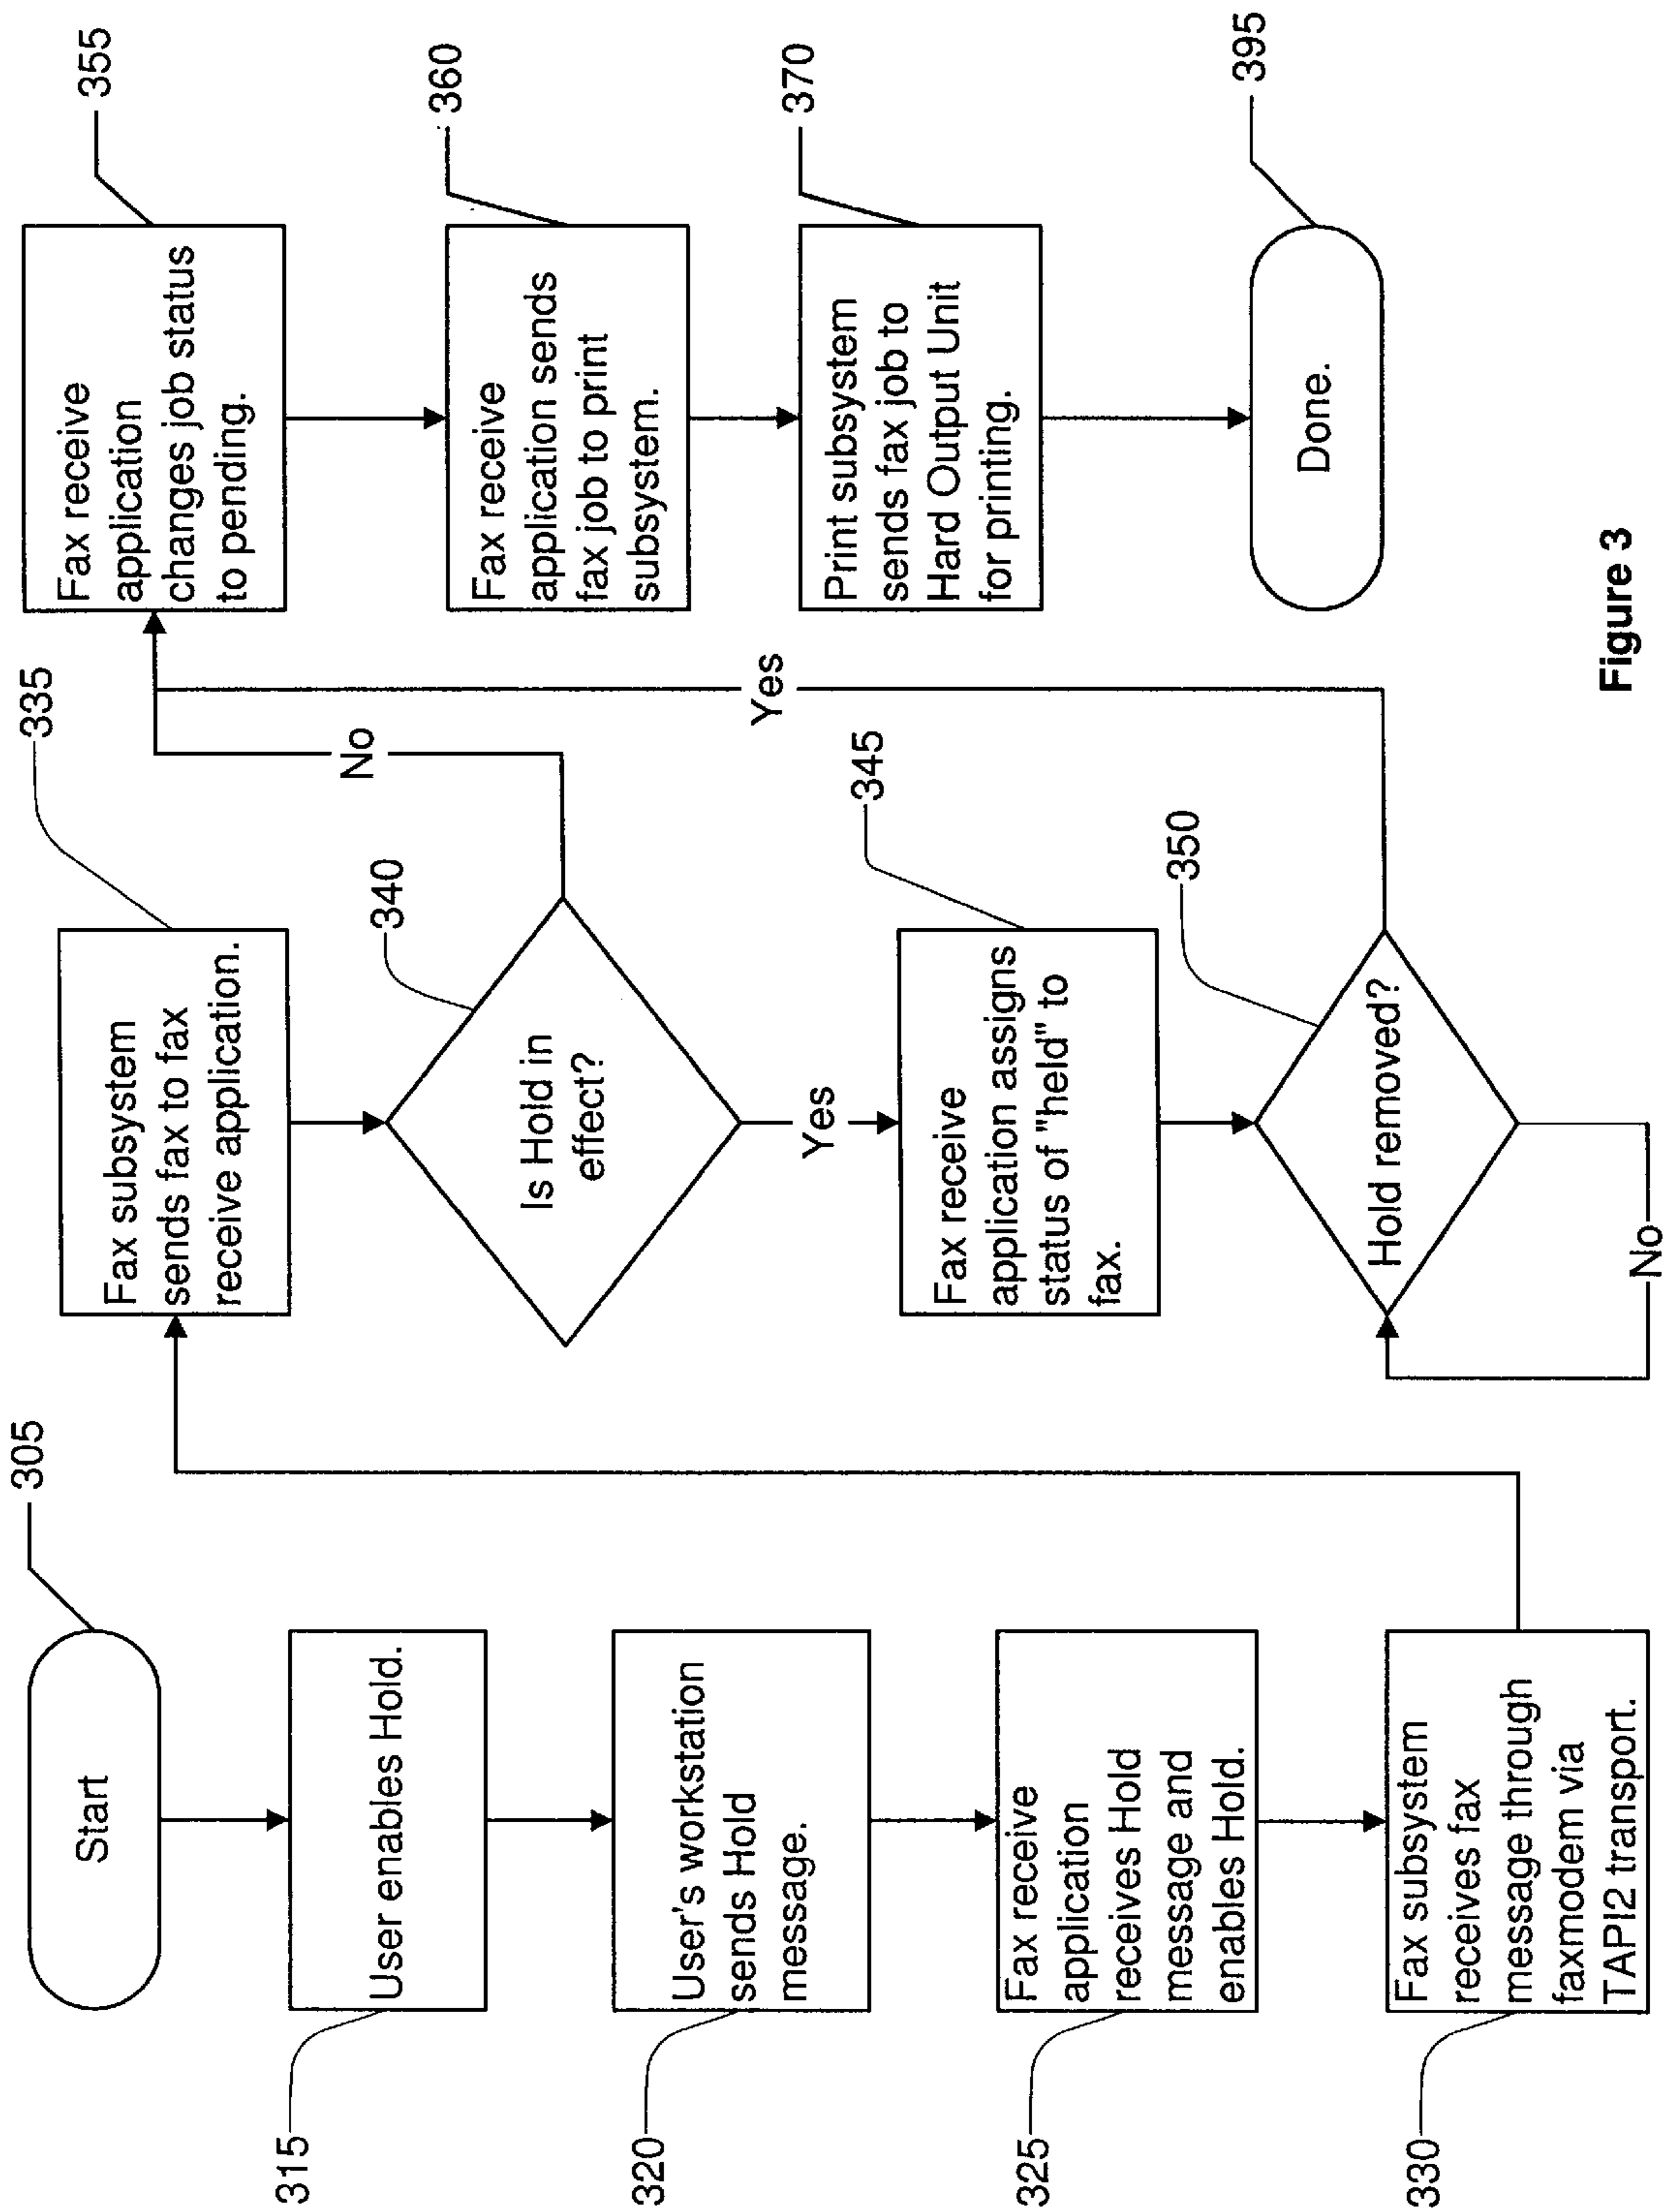 305
Start
315
User enables Hold.
320
User's workstation
sends Hold
message.
325
Fax receive
application
receives Hold
message and
enables Hold.
330
Fax subsystem
receives fax
message through
faxmodem via
TAPI2 transport.
335
Fax subsystem
sends fax to fax
receive application.
340
Is Hold in
effect?
No
Yes
345
Fax receive
application assigns
status of "held" to
fax.
350
Hold removed?
No
Yes
355
Fax receive
application
changes job status
to pending.
360
Fax receive
application sends
fax job to print
subsystem.
370
Print subsystem
sends fax job to
Hard Output Unit
for printing.
395
Done.
Figure 3